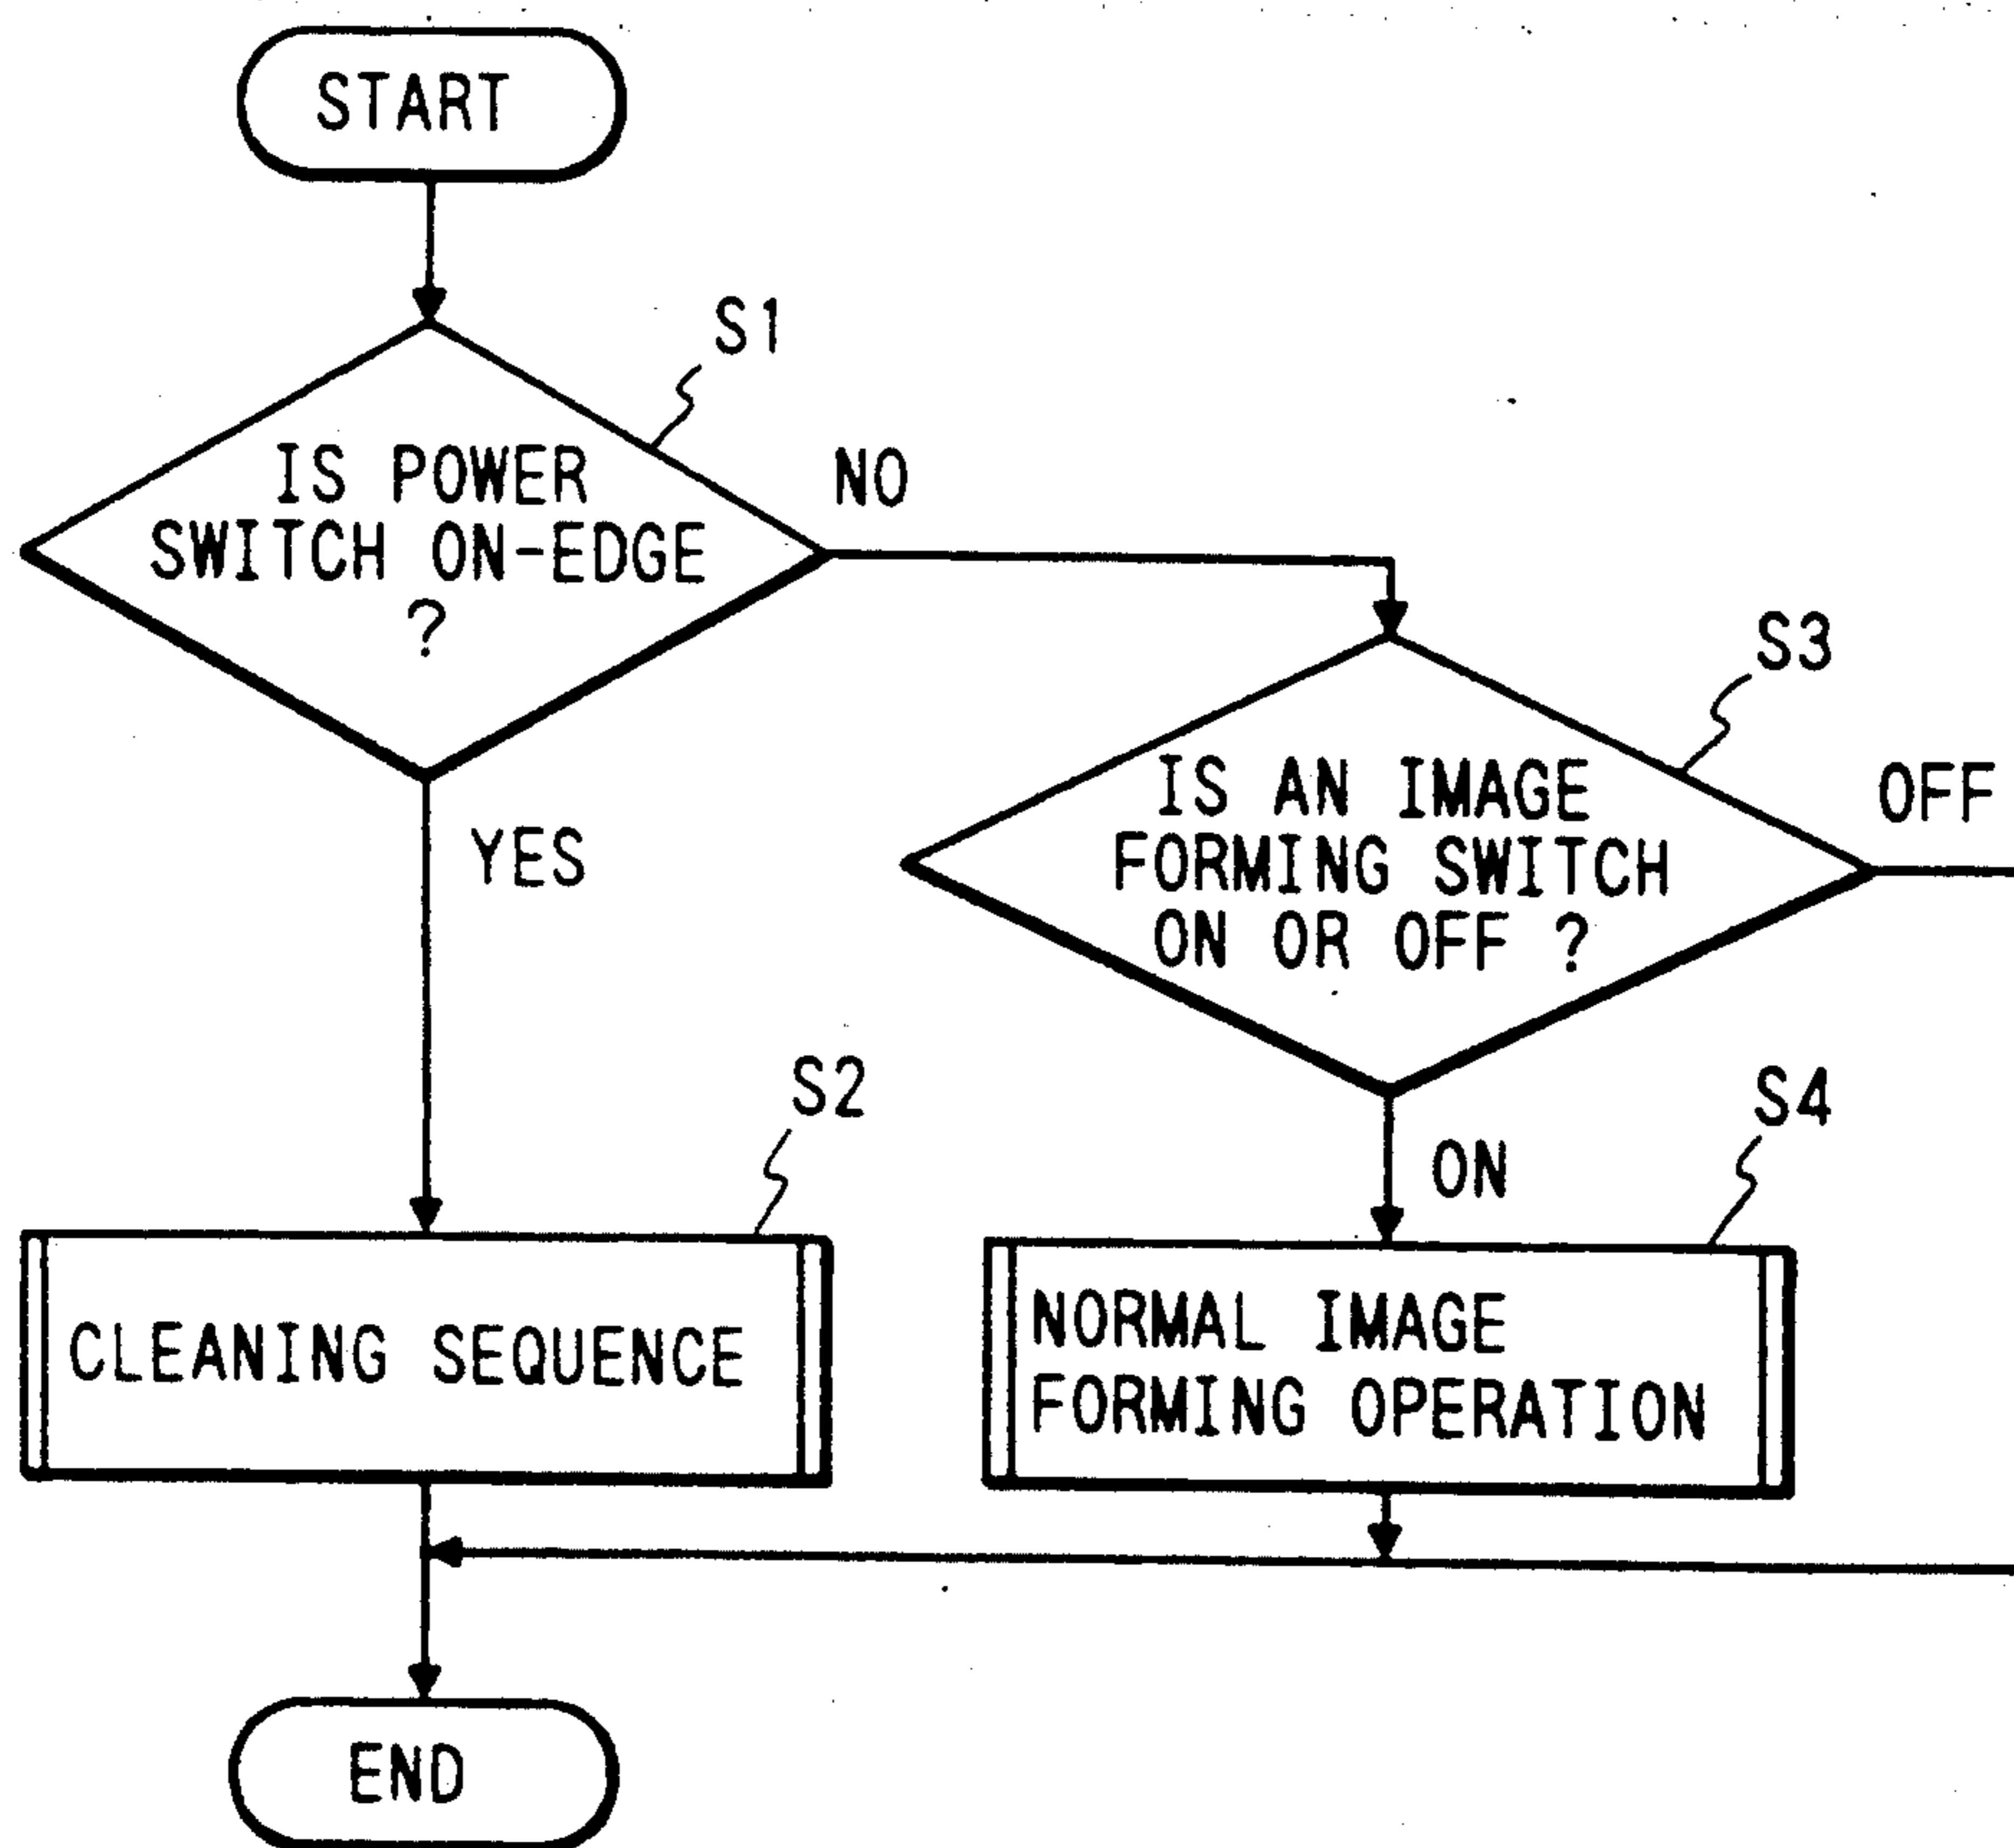 START
S1
IS POWER
SWITCH ON-EDGE
?
NO
YES
S3
IS AN IMAGE
FORMING SWITCH
ON OR OFF ?
OFF
ON
S2
CLEANING SEQUENCE
S4
NORMAL IMAGE
FORMING OPERATION
END